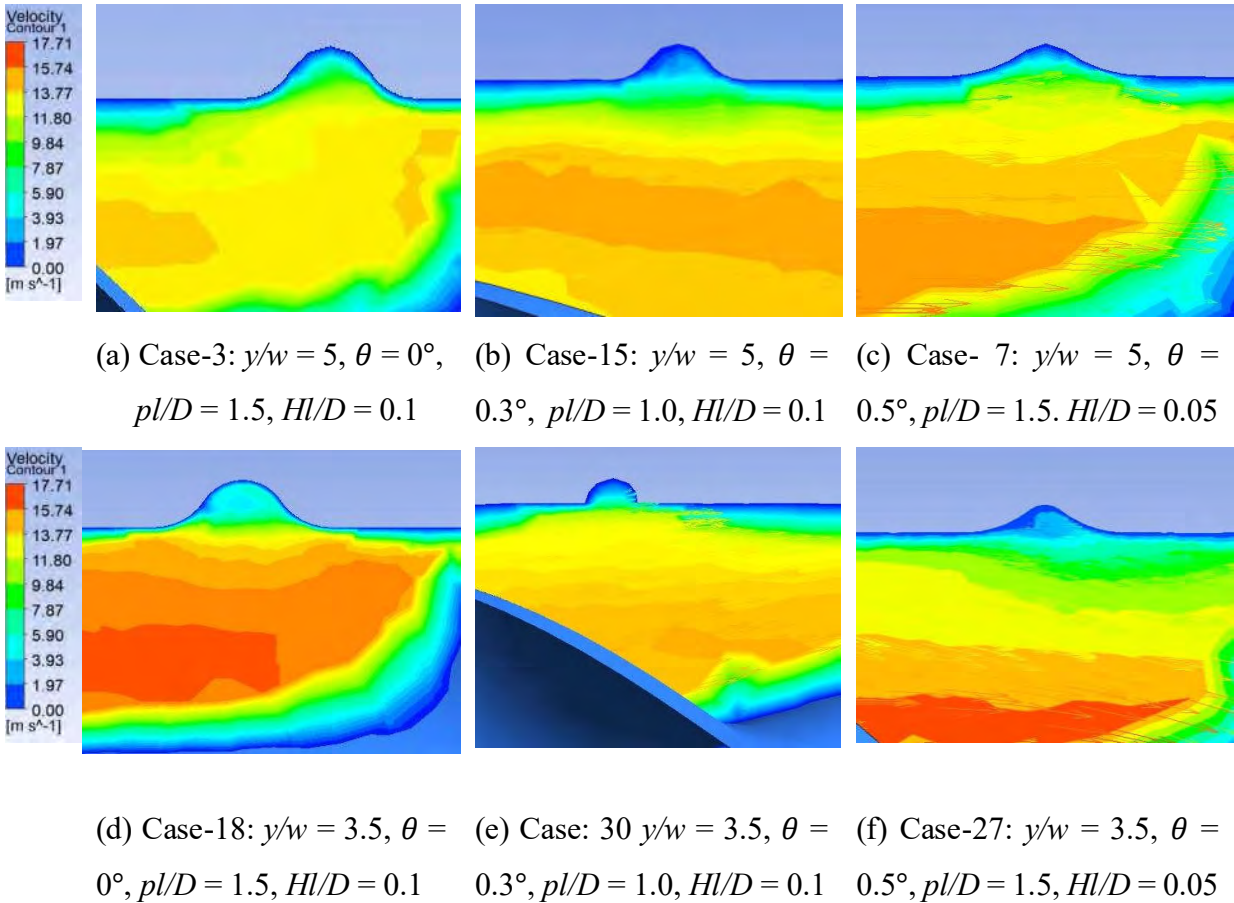 Velocity
Contour 1
17.71
15.74
13.77
11.80
9.84
7.87
5.90
3.93
1.97
0.00
[m s^-1]
(a) Case-3: y/w = 5, θ = 0°,
pl/D = 1.5, Hl/D = 0.1
(b) Case-15: y/w = 5, θ =
0.3°, pl/D = 1.0, Hl/D = 0.1
(c) Case- 7: y/w = 5, θ =
0.5°, pl/D = 1.5. Hl/D = 0.05
Velocity
Contour 1
17.71
15.74
13.77
11.80
9.84
7.87
5.90
3.93
1.97
0.00
[m s^-1]
(d) Case-18: y/w = 3.5, θ =
0°, pl/D = 1.5, Hl/D = 0.1
(e) Case: 30 y/w = 3.5, θ =
0.3°, pl/D = 1.0, Hl/D = 0.1
(f) Case-27: y/w = 3.5, θ =
0.5°, pl/D = 1.5, Hl/D = 0.05